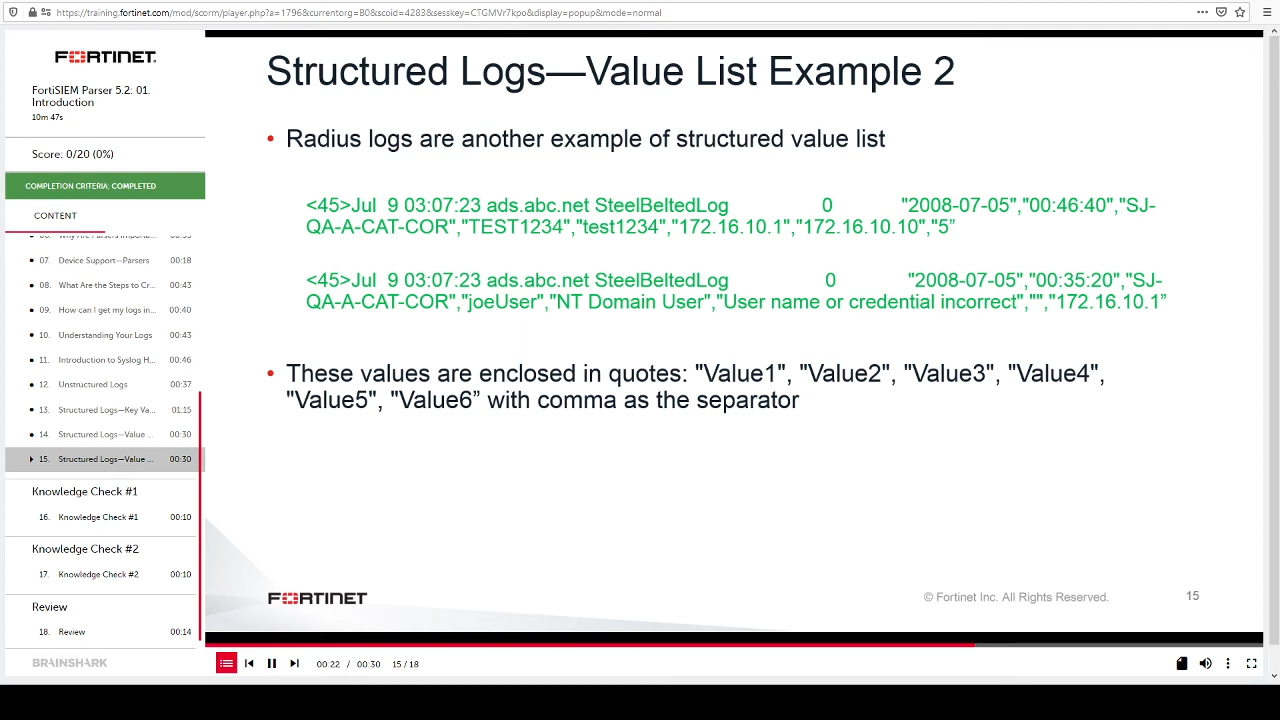 https://training.fortinet.com/mod/scorm/player.php?a=1796&currentorg=B0&scoid=4283&sesskey=CTGMVr7kpo&display=popup&mode=normal
FORTINET
FortiSIEM Parser 5.2: 01.
Introduction
10m 47s
Score: 0/20 (0%)
COMPLETION CRITERIA: COMPLETED
CONTENT
07. Device Support—Parsers 00:18
08. What Are the Steps to Cr... 00:43
09. How can I get my logs in... 00:40
10. Understanding Your Logs 00:43
11. Introduction to Syslog H... 00:46
12. Unstructured Logs 00:37
13. Structured Logs—Key Va... 01:15
14. Structured Logs—Value ... 00:30
15. Structured Logs—Value ... 00:30
Knowledge Check #1
16. Knowledge Check #1 00:10
Knowledge Check #2
17. Knowledge Check #2 00:10
Review
18. Review 00:14
BRAINSHARK
Structured Logs—Value List Example 2
• Radius logs are another example of structured value list
<45>Jul 9 03:07:23 ads.abc.net SteelBeltedLog 0 "2008-07-05","00:46:40","SJ-
QA-A-CAT-COR","TEST1234","test1234","172.16.10.1","172.16.10.10","5”
<45>Jul 9 03:07:23 ads.abc.net SteelBeltedLog 0 "2008-07-05","00:35:20","SJ-
QA-A-CAT-COR","joeUser","NT Domain User","User name or credential incorrect","","172.16.10.1”
• These values are enclosed in quotes: "Value1", "Value2", "Value3", "Value4",
"Value5", "Value6” with comma as the separator
FORTINET
© Fortinet Inc. All Rights Reserved. 15
00:22 / 00:30 15 / 18